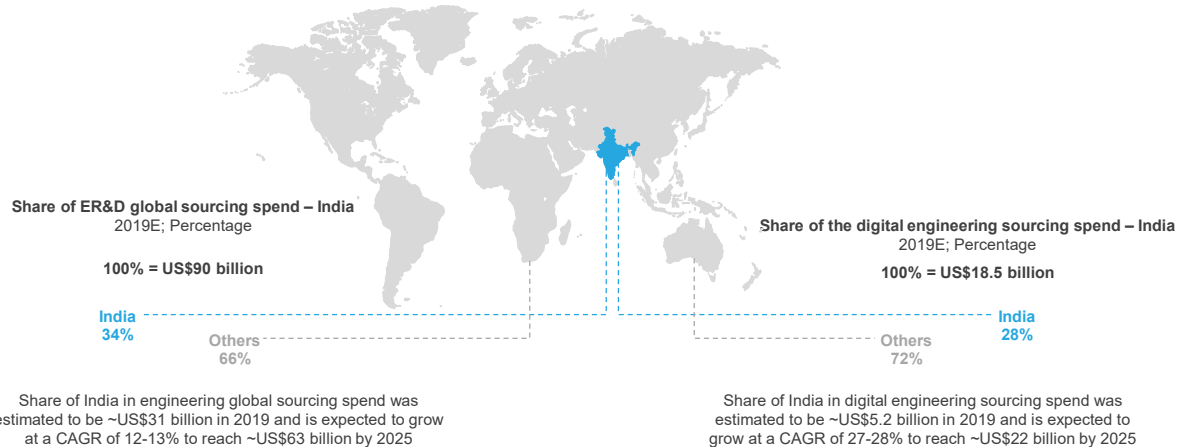 Share of ER&D global sourcing spend – India
2019E; Percentage
100% = US$90 billion
India
34%
Others
66%
Share of India in engineering global sourcing spend was
estimated to be ~US$31 billion in 2019 and is expected to grow
at a CAGR of 12-13% to reach ~US$63 billion by 2025
Share of the digital engineering sourcing spend – India
2019E; Percentage
100% = US$18.5 billion
India
28%
Others
72%
Share of India in digital engineering sourcing spend was
estimated to be ~US$5.2 billion in 2019 and is expected to
grow at a CAGR of 27-28% to reach ~US$22 billion by 2025